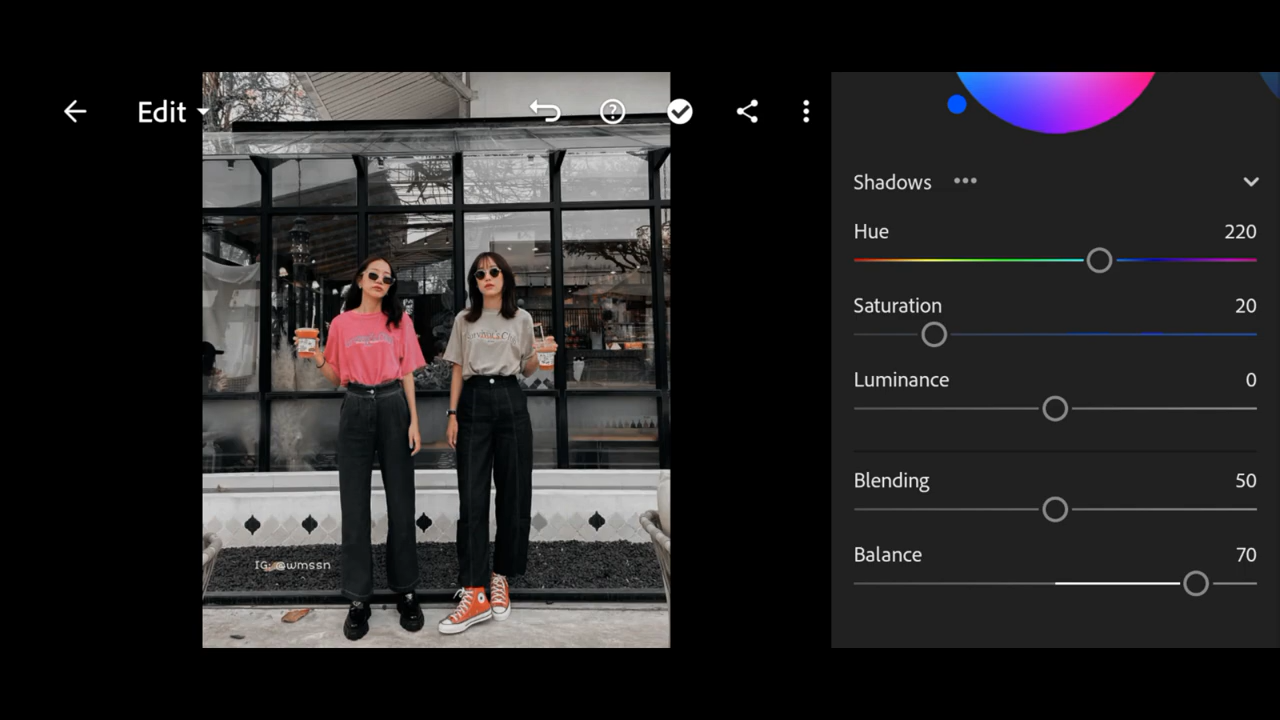 Edit
Shadows
Hue 220
Saturation 20
Luminance 0
Blending 50
Balance 70
IG: @wmssn